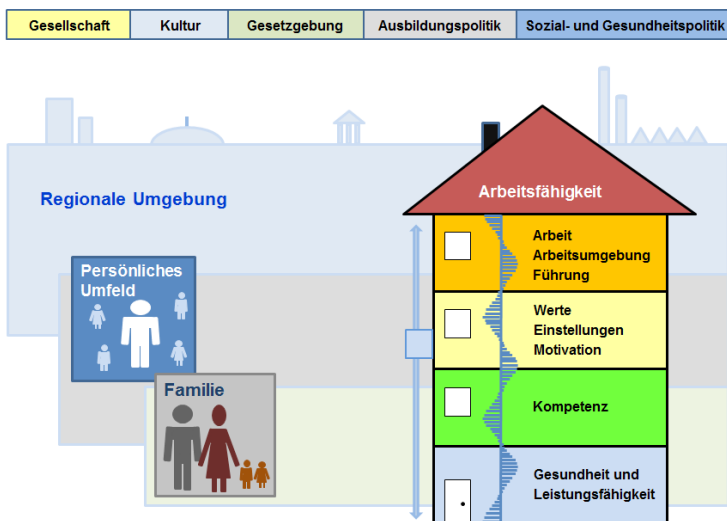 Gesellschaft
Kultur
Gesetzgebung
Ausbildungspolitik
Sozial- und Gesundheitspolitik
Regionale Umgebung
Arbeitsfähigkeit
Persönliches
Umfeld
Familie
Arbeit
Arbeitsumgebung
Führung
Werte
Einstellungen
Motivation
Kompetenz
Gesundheit und
Leistungsfähigkeit